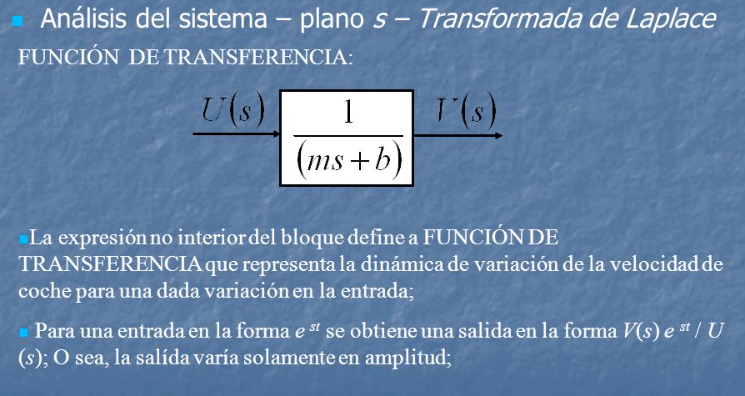 Análisis del sistema – plano s – Transformada de Laplace
FUNCIÓN DE TRANSFERENCIA:
U(s) 1 V(s)
(ms + b)
La expresión no interior del bloque define a FUNCIÓN DE
TRANSFERENCIA que representa la dinámica de variación de la velocidad de
coche para una dada variación en la entrada;
Para una entrada en la forma e st se obtiene una salida en la forma V(s) e st / U
(s); O sea, la salída varía solamente en amplitud;